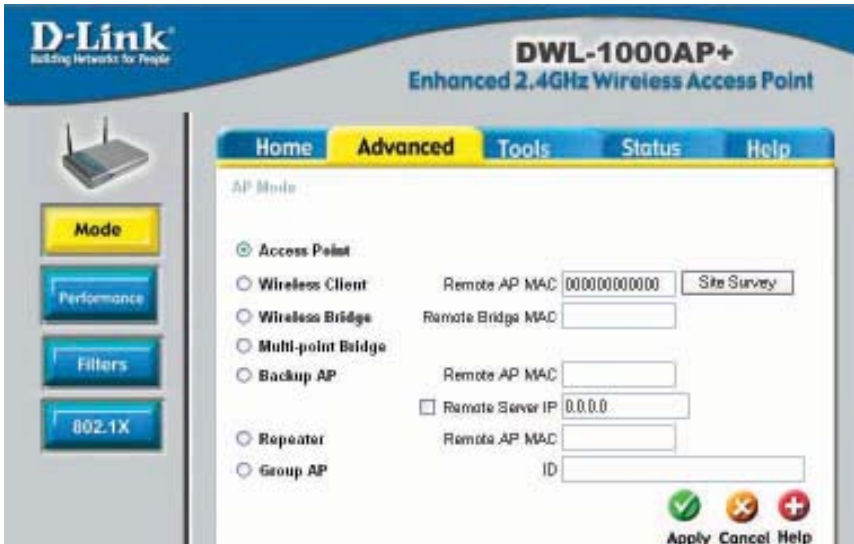 D-Link
Building Networks for People
DWL-1000AP+
Enhanced 2.4GHz Wireless Access Point
Home Advanced Tools Status Help
AP Mode
Mode
Performance
Filters
802.1X
Access Point
Wireless Client Remote AP MAC 000000000000 Site Survey
Wireless Bridge Remote Bridge MAC
Multi-point Bridge
Backup AP Remote AP MAC
Remote Server IP 0.0.0.0
Repeater Remote AP MAC
Group AP ID
Apply Cancel Help